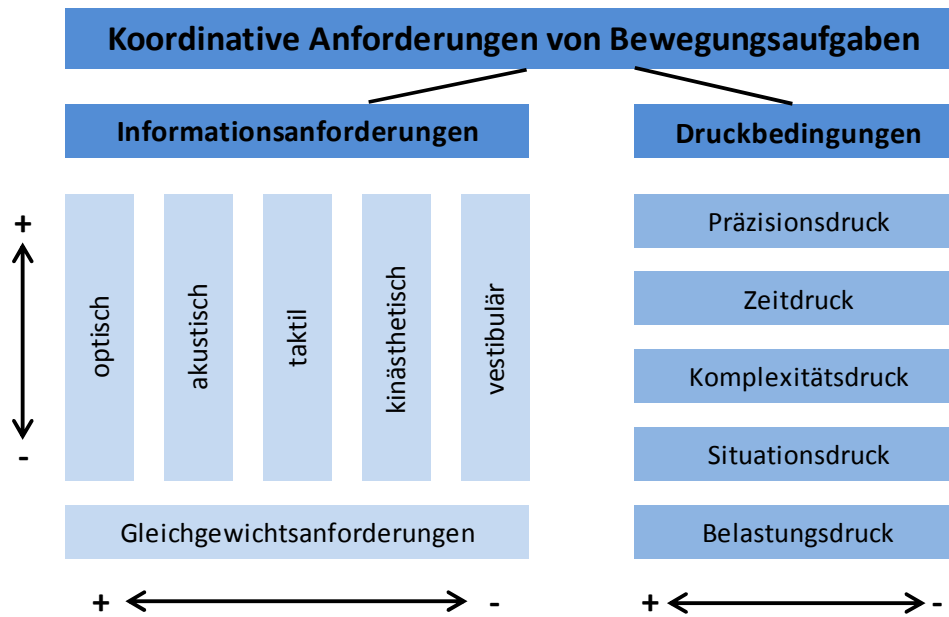 Koordinative Anforderungen von Bewegungsaufgaben
Informationsanforderungen
Druckbedingungen
+
-
optisch
akustisch
taktil
kinästhetisch
vestibulär
Gleichgewichtsanforderungen
+ -
Präzisionsdruck
Zeitdruck
Komplexitätsdruck
Situationsdruck
Belastungsdruck
+ -